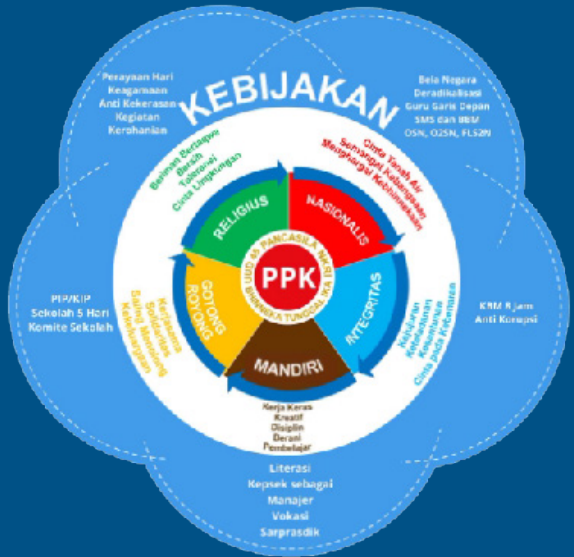 KEBIJAKAN
Perayaan Hari
Keagamaan
Anti Kekerasan
Kegiatan
Kerohanian
Bela Negara
Deradikalisasi
Guru Garis Depan
SM3 dan BBM
OSN, O2SN, FLS2N
Beriman Bertaqwa
Bersih
Toleransi
Cinta Lingkungan
Cinta Tanah Air
Semangat Kebangsaan
Menghargai Kebhinnekaan
RELIGIUS
NASIONALIS
UUD 45 PANCASILA NKRI
BHINNEKA TUNGGAL IKA
PPK
GOTONG
ROYONG
INTEGRITAS
MANDIRI
PIP/KIP
Sekolah 5 Hari
Komite Sekolah
Kerjasama
Solidaritas
Saling Menolong
Kekeluargaan
Kejujuran
Keteladanan
Kesantunan
Cinta pada Kebenaran
KBM 8 jam
Anti Korupsi
Kerja Keras
Kreatif
Disiplin
Berani
Pembelajar
Literasi
Kepsek sebagai
Manajer
Vokasi
Sarprasdik